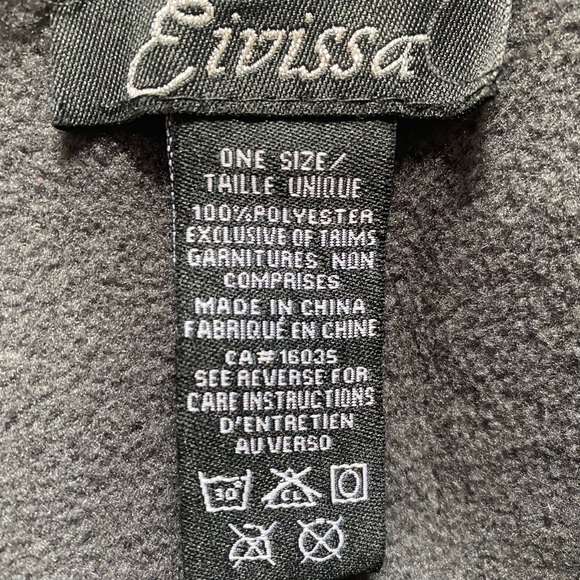 Eivissa
ONE SIZE/
TAILLE UNIQUE
100%POLYESTER
EXCLUSIVE OF TRIMS
GARNITURES NON
COMPRISES
MADE IN CHINA
FABRIQUE EN CHINE
CA#16035
SEE REVERSE FOR
CARE INSTRUCTIONS
D'ENTRETIEN
AU VERSO
30° CL